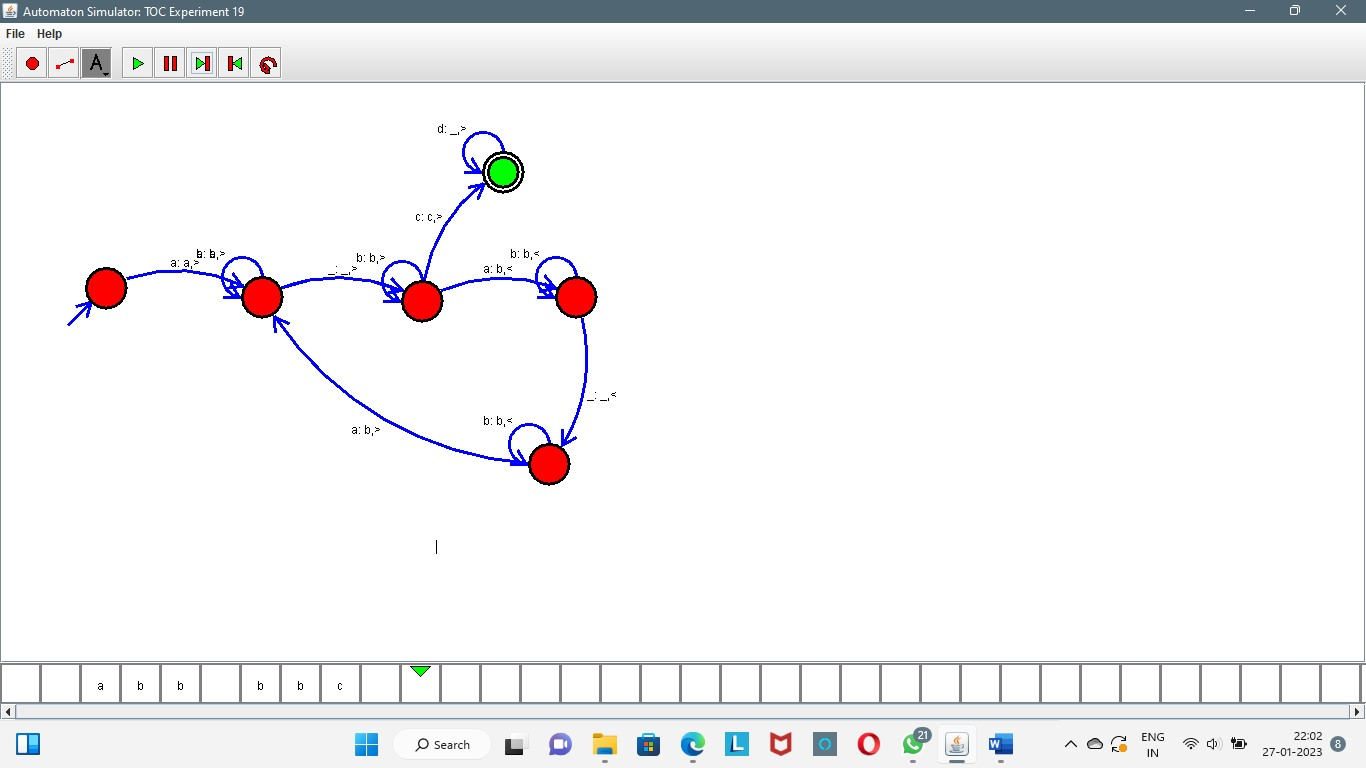 Automaton Simulator: TOC Experiment 19
File Help
A
d: _,>
c: c,>
b: b,>
b: b,<
a: a,>
_: _,>
a: b,<
_: _,<
b: b,<
a: b,>
a b b b b c
Search
L
21
ENG
IN
22:02
27-01-2023
8